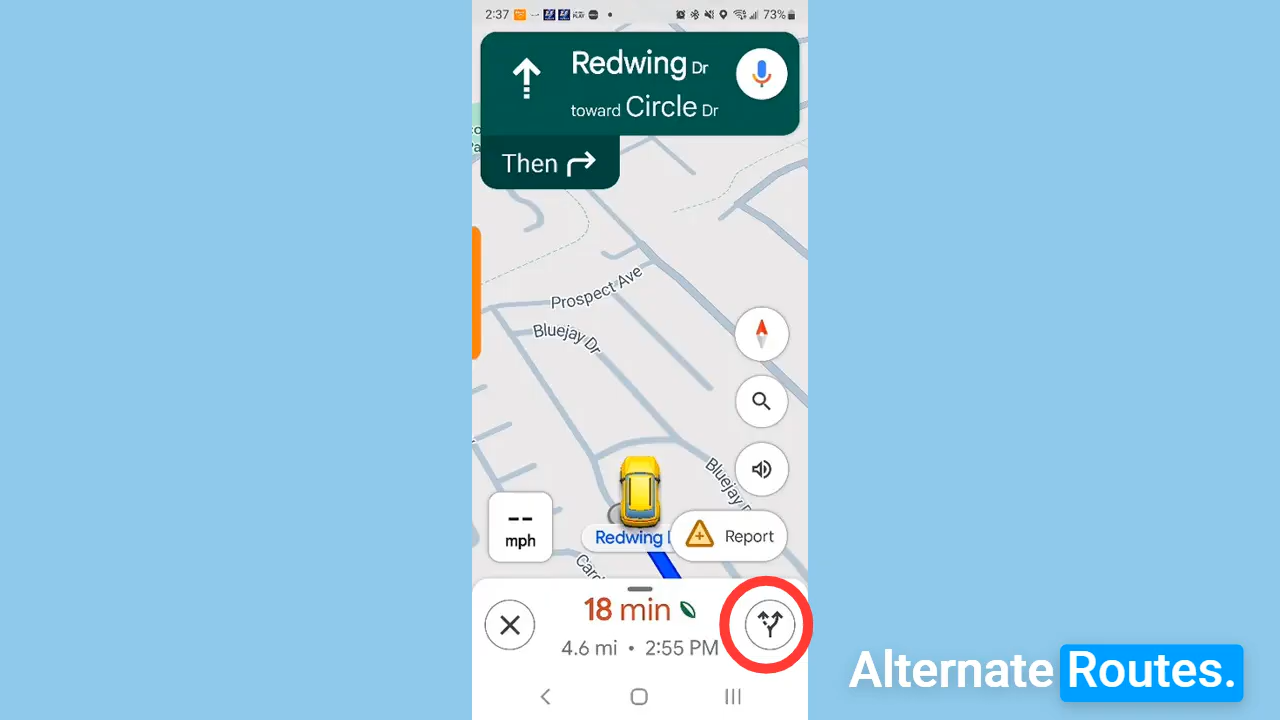 2:37
73%
Redwing Dr
toward Circle Dr
Then
Prospect Ave
Bluejay Dr
Bluejay
--
mph
Redwing
Report
18 min
4.6 mi • 2:55 PM
Alternate Routes.